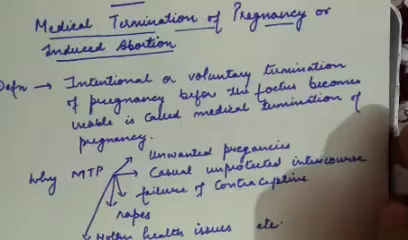 Medical Termination of Pregnancy or
Induced Abortion
Defn → Intentional or voluntary termination
of pregnancy before the foetus becomes
viable is called medical termination of
pregnancy.
Why MTP → Unwanted pregnancies
Casual unprotected intercourse
failure of contraceptive
rapes
Mother health issues etc.